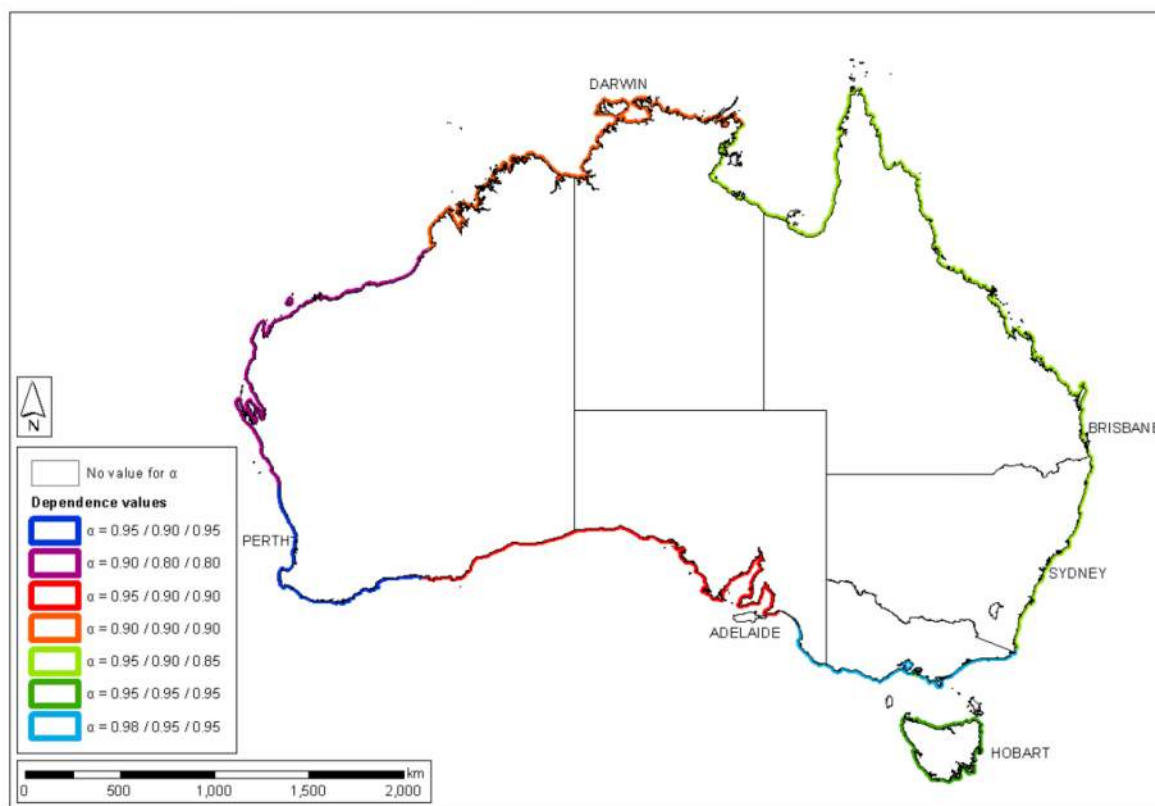 DARWIN
BRISBANE
PERTH
SYDNEY
ADELAIDE
HOBART
N
No value for α
Dependence values
α = 0.95 / 0.90 / 0.95
α = 0.90 / 0.80 / 0.80
α = 0.95 / 0.90 / 0.90
α = 0.90 / 0.90 / 0.90
α = 0.95 / 0.90 / 0.85
α = 0.95 / 0.95 / 0.95
α = 0.98 / 0.95 / 0.95
km
0 500 1,000 1,500 2,000